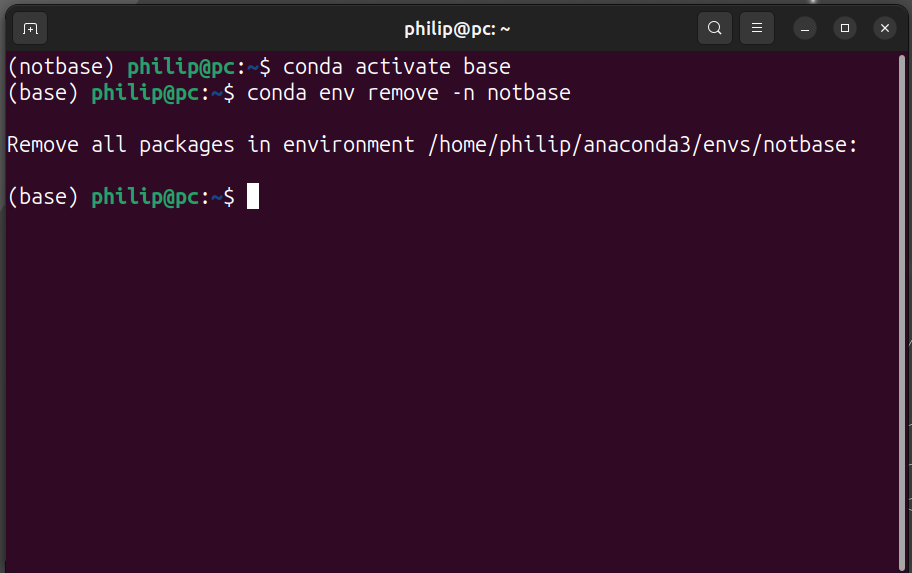 philip@pc: ~
(notbase) philip@pc:~$ conda activate base
(base) philip@pc:~$ conda env remove -n notbase
Remove all packages in environment /home/philip/anaconda3/envs/notbase:
(base) philip@pc:~$